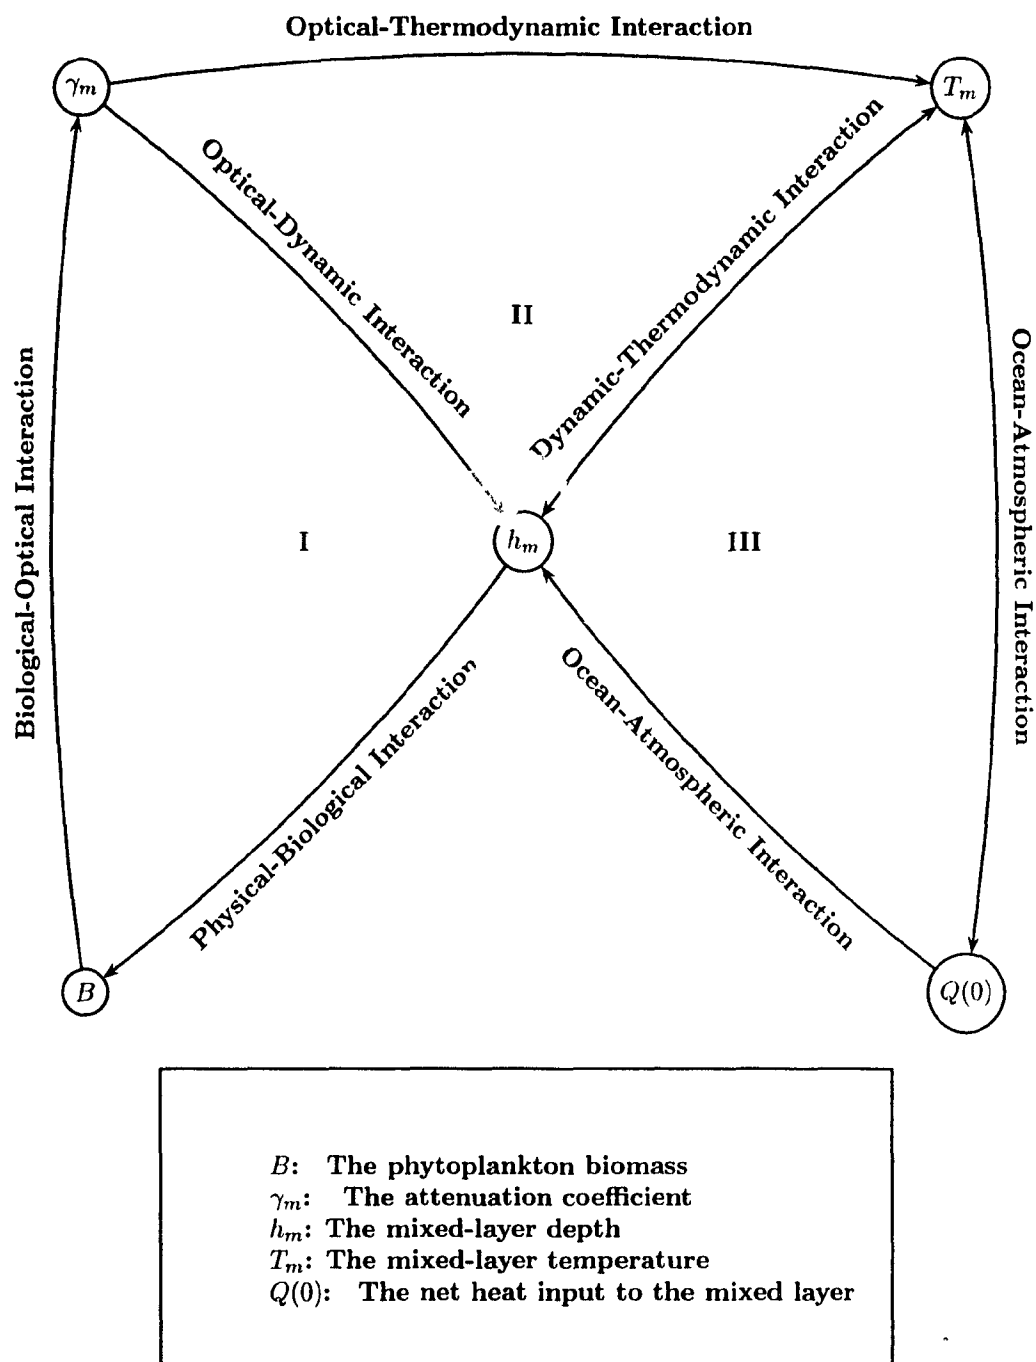 Optical-Thermodynamic Interaction
γm
Tm
Optical-Dynamic Interaction
Dynamic-Thermodynamic Interaction
II
Biological-Optical Interaction
Ocean-Atmospheric Interaction
I
hm
III
Physical-Biological Interaction
Ocean-Atmospheric Interaction
B
Q(0)
B: The phytoplankton biomass
γm: The attenuation coefficient
hm: The mixed-layer depth
Tm: The mixed-layer temperature
Q(0): The net heat input to the mixed layer